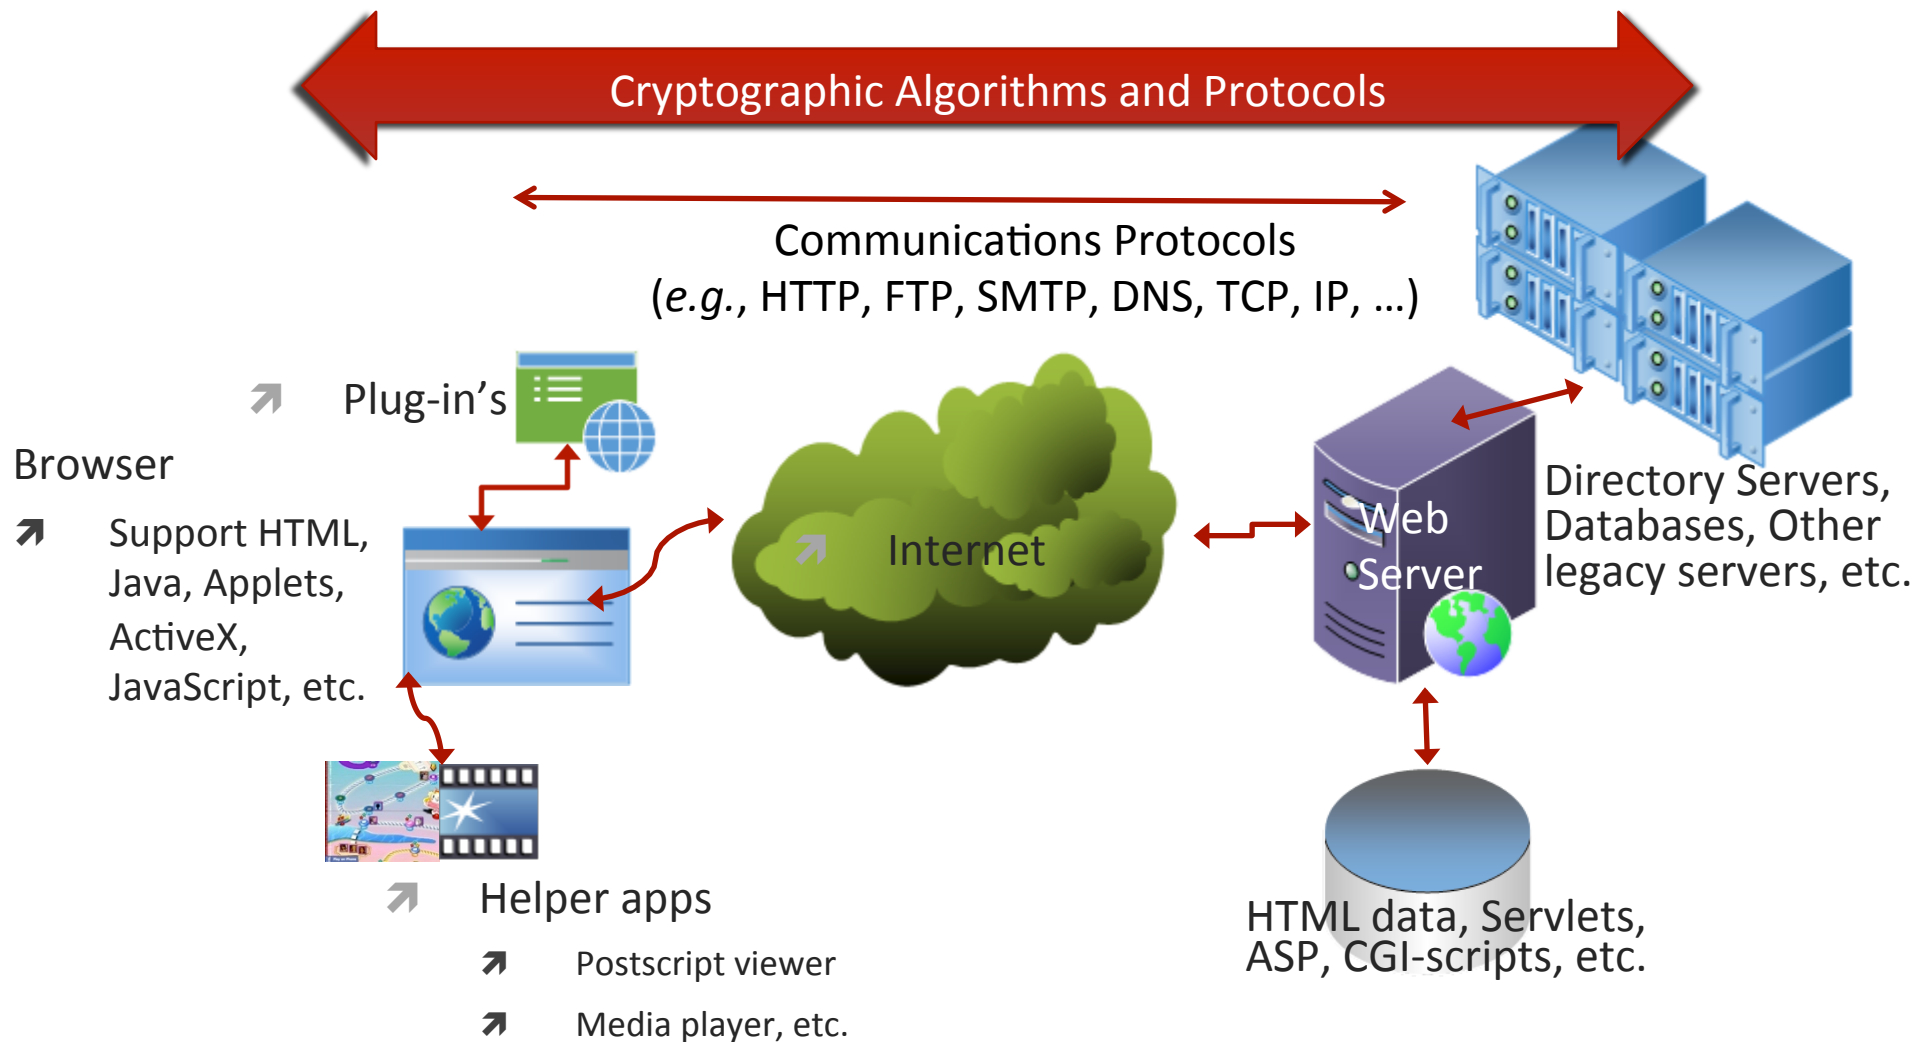 Cryptographic Algorithms and Protocols
Communications Protocols
(e.g., HTTP, FTP, SMTP, DNS, TCP, IP, …)
Plug-in’s
Browser
Support HTML,
Java, Applets,
ActiveX,
JavaScript, etc.
Internet
Web
Server
Directory Servers,
Databases, Other
legacy servers, etc.
Helper apps
Postscript viewer
Media player, etc.
HTML data, Servlets,
ASP, CGI-scripts, etc.